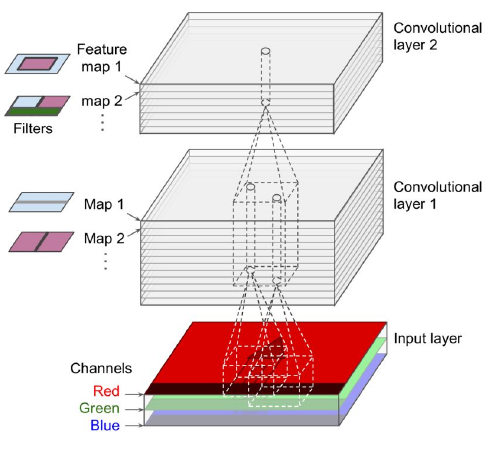 Convolutional
layer 2
Feature
map 1
map 2
Filters
Convolutional
layer 1
Map 1
Map 2
Input layer
Channels
Red
Green
Blue